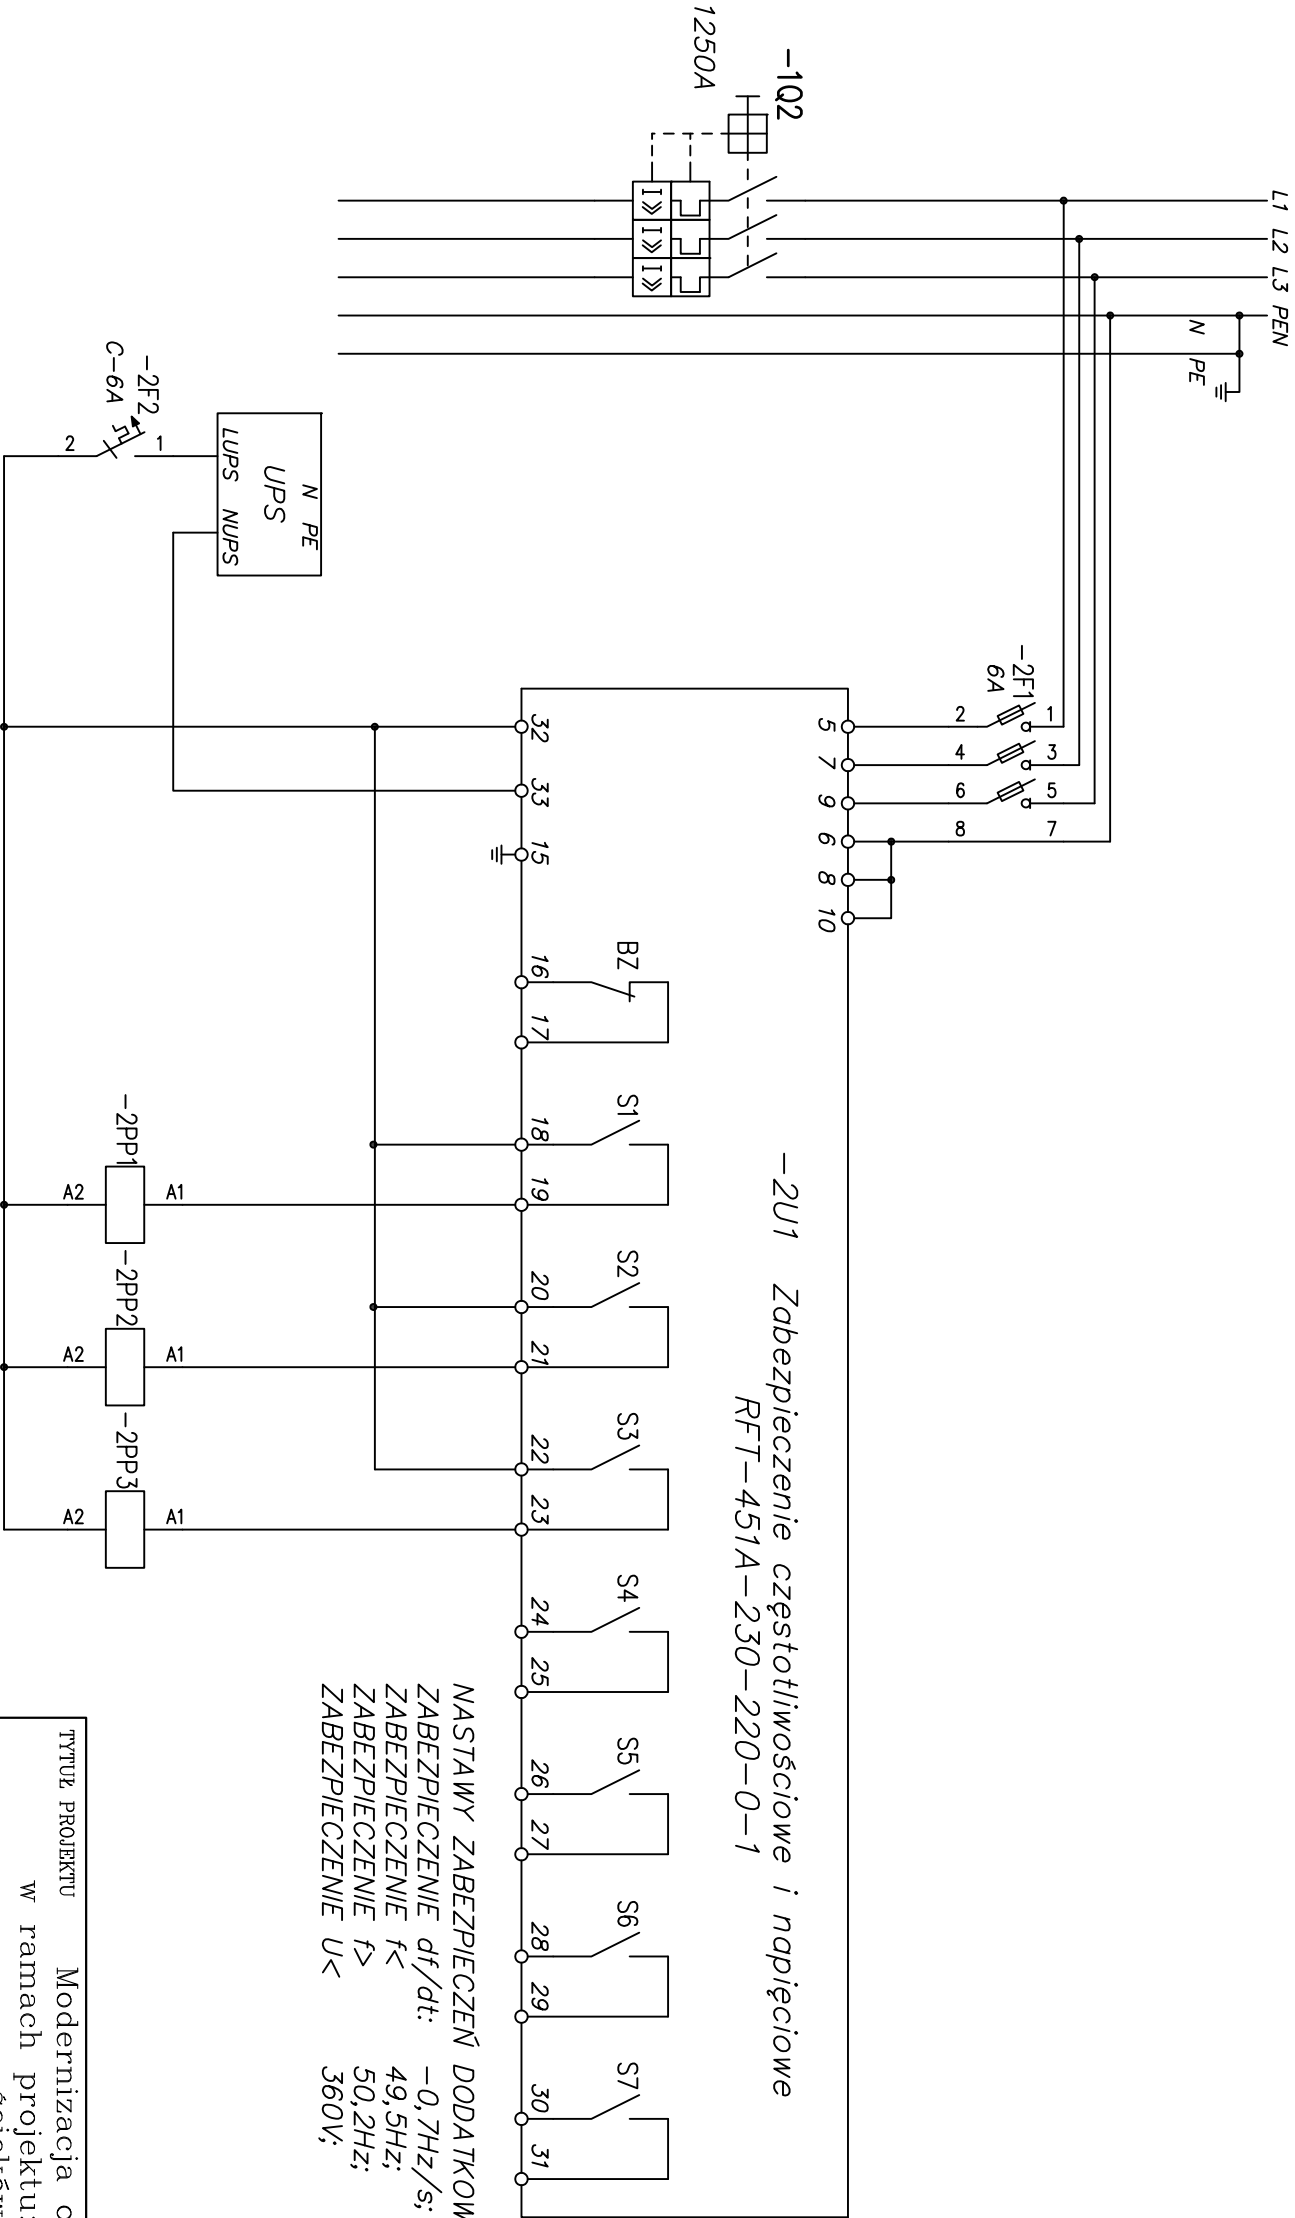 L1 L2 L3 PEN
N PE
-1Q2
1250A
-2F1
6A
1 3 5 7
2 4 6 8
5 7 9 6 8 10
-2U1 Zabezpieczenie częstotliwościowe i napięciowe
RFT-451A-230-220-0-1
BZ S1 S2 S3 S4 S5 S6 S7
32 33 15 16 17 18 19 20 21 22 23 24 25 26 27 28 29 30 31
N PE
UPS
LUPS NUPS
-2F2
C-6A
1
2
-2PP1 -2PP2 -2PP3
A1 A1 A1
A2 A2 A2
NASTAWY ZABEZPIECZEŃ DODATKOW
ZABEZPIECZENIE df/dt: -0,7Hz/s;
ZABEZPIECZENIE f< 49,5Hz;
ZABEZPIECZENIE f> 50,2Hz;
ZABEZPIECZENIE U< 360V;
TYTUŁ PROJEKTU Modernizacja
w ramach projektu: